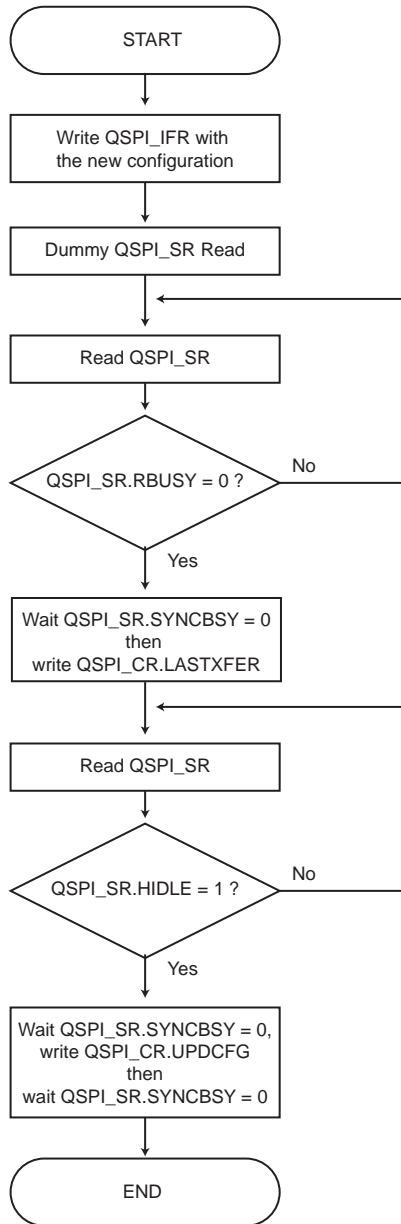 START
Write QSPI_IFR with
the new configuration
Dummy QSPI_SR Read
Read QSPI_SR
QSPI_SR.RBUSY = 0 ?
No
Yes
Wait QSPI_SR.SYNCBSY = 0
then
write QSPI_CR.LASTXFER
Read QSPI_SR
QSPI_SR.HIDLE = 1 ?
No
Yes
Wait QSPI_SR.SYNCBSY = 0,
write QSPI_CR.UPDCFG
then
wait QSPI_SR.SYNCBSY = 0
END